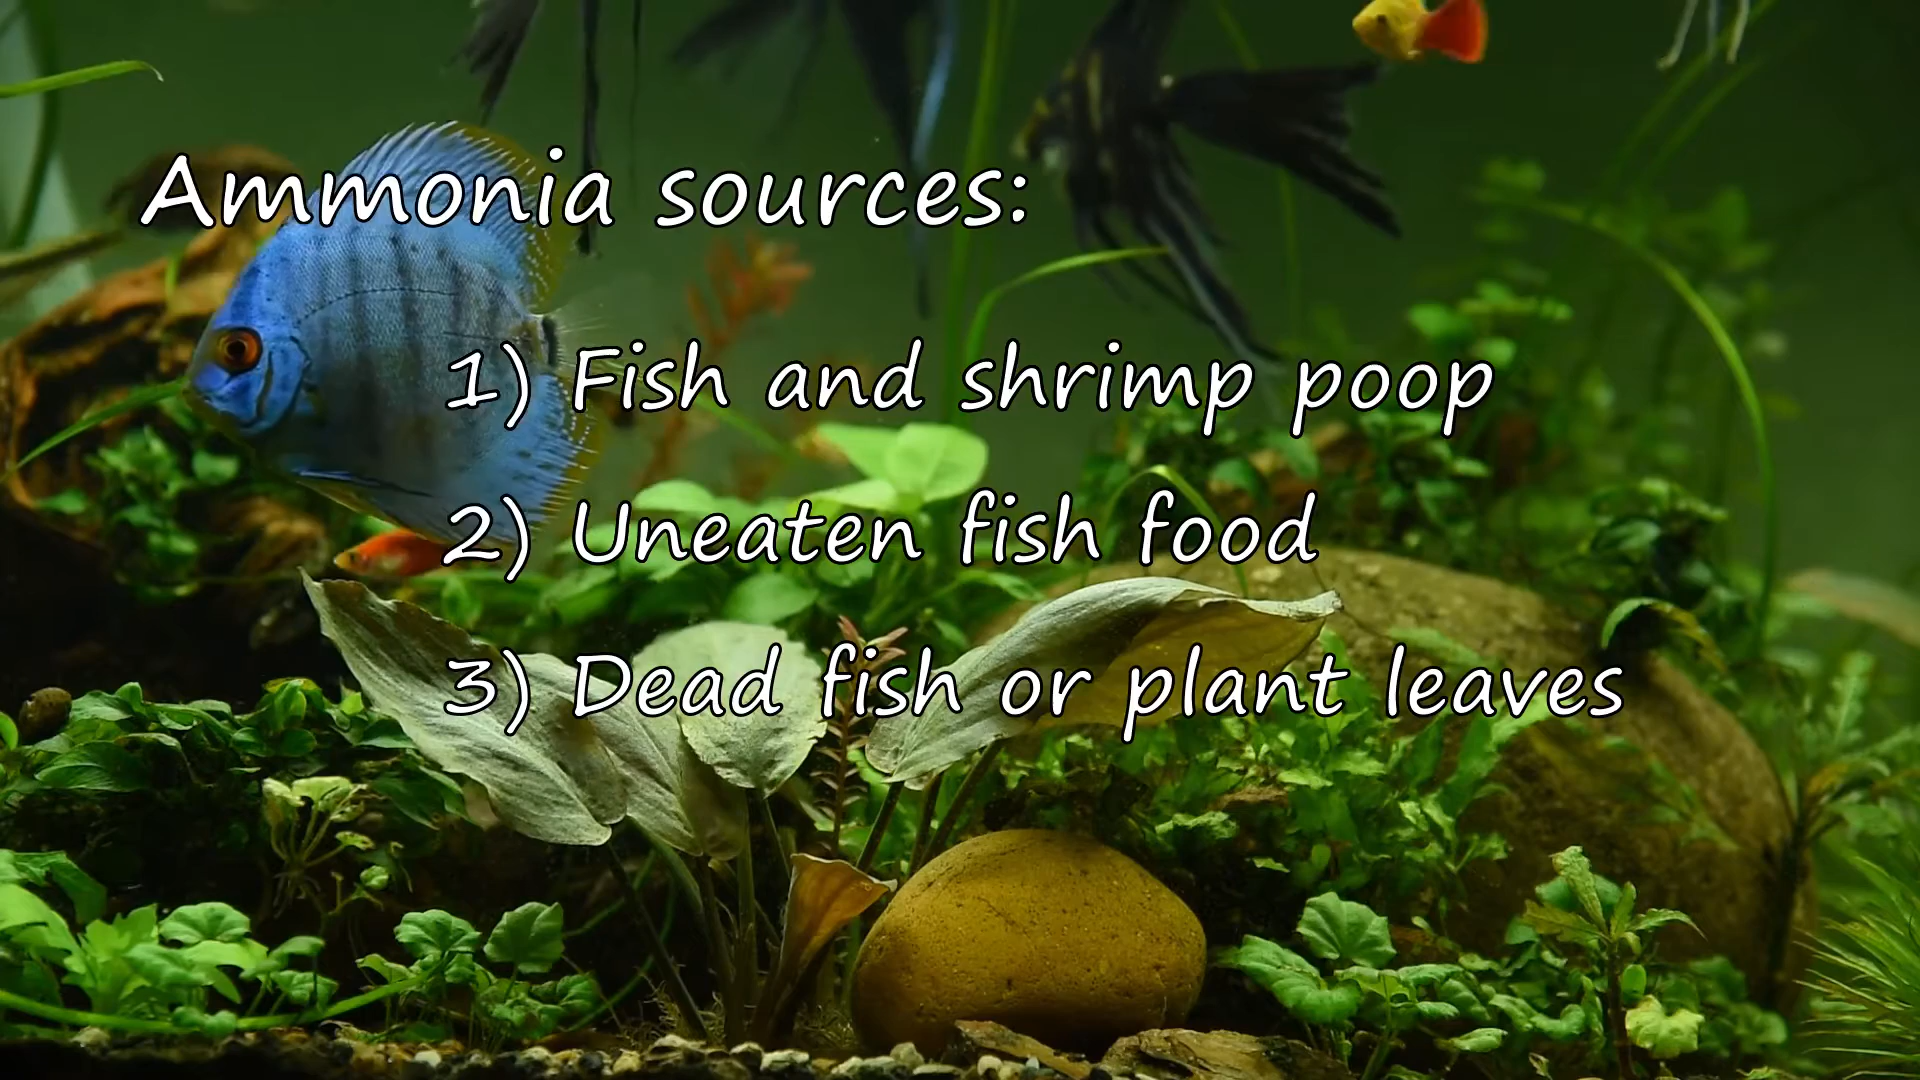 Ammonia sources:
1) Fish and shrimp poop
2) Uneaten fish food
3) Dead fish or plant leaves